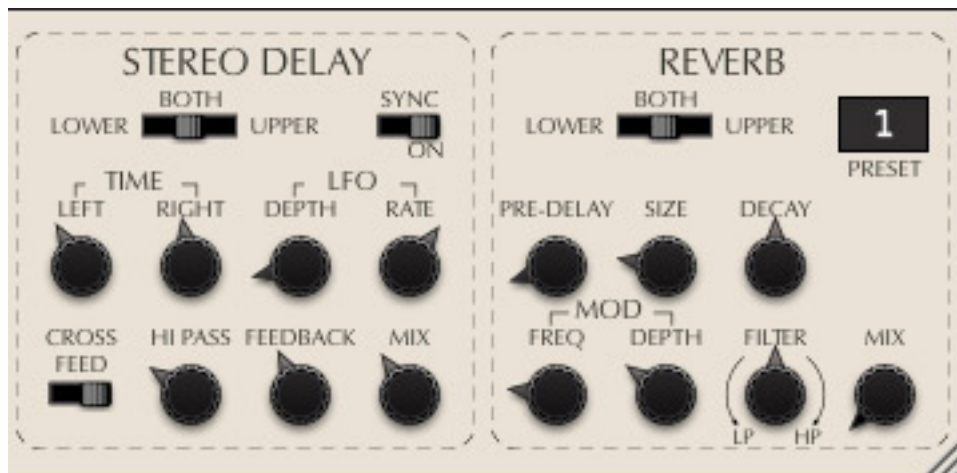 STEREO DELAY
BOTH
LOWER UPPER
SYNC
ON
TIME
LEFT RIGHT
LFO
DEPTH RATE
CROSS
FEED
HI PASS FEEDBACK MIX
REVERB
BOTH
LOWER UPPER
1
PRESET
PRE-DELAY SIZE DECAY
MOD
FREQ DEPTH FILTER MIX
LP HP